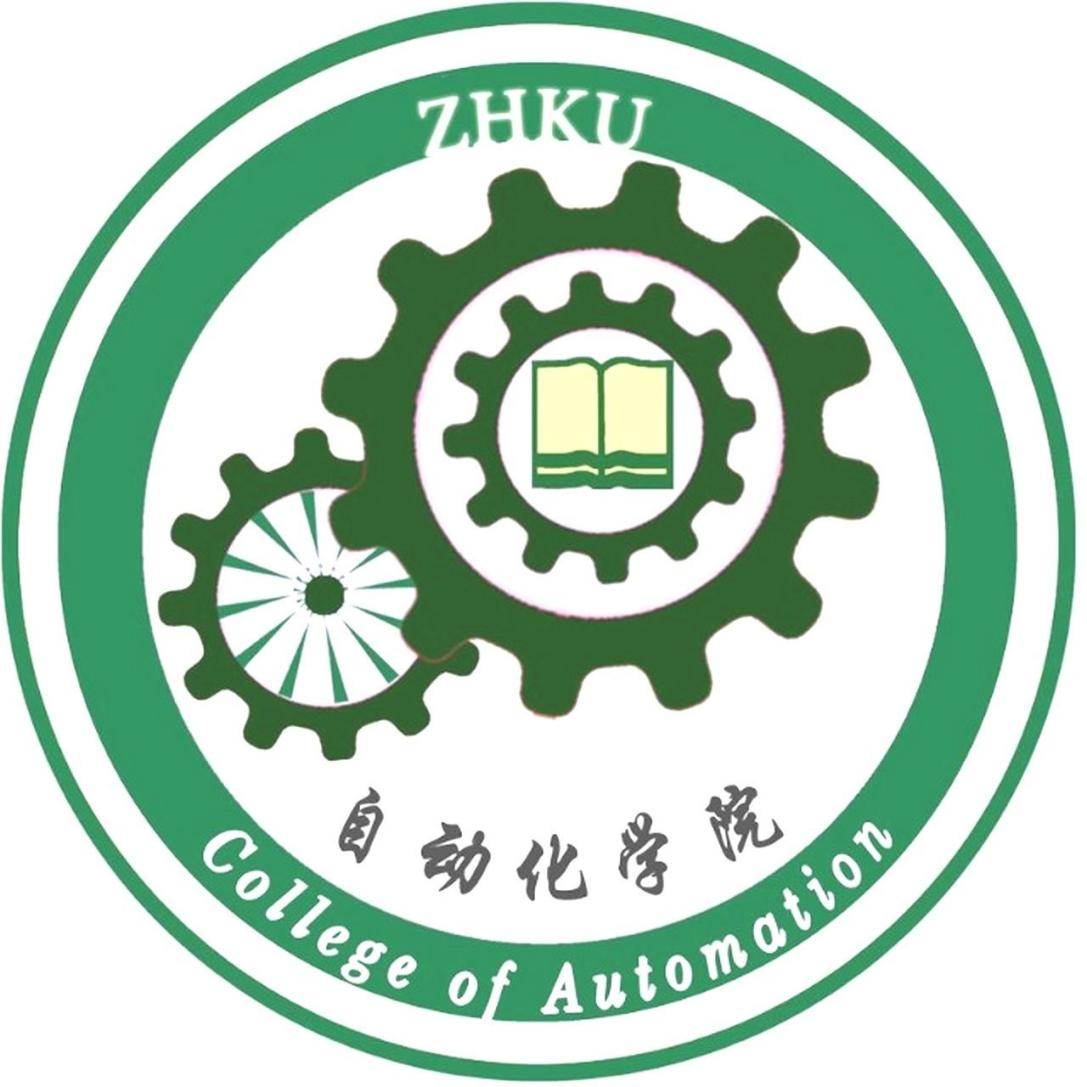 ZHKU
自动化学院
College of Automation